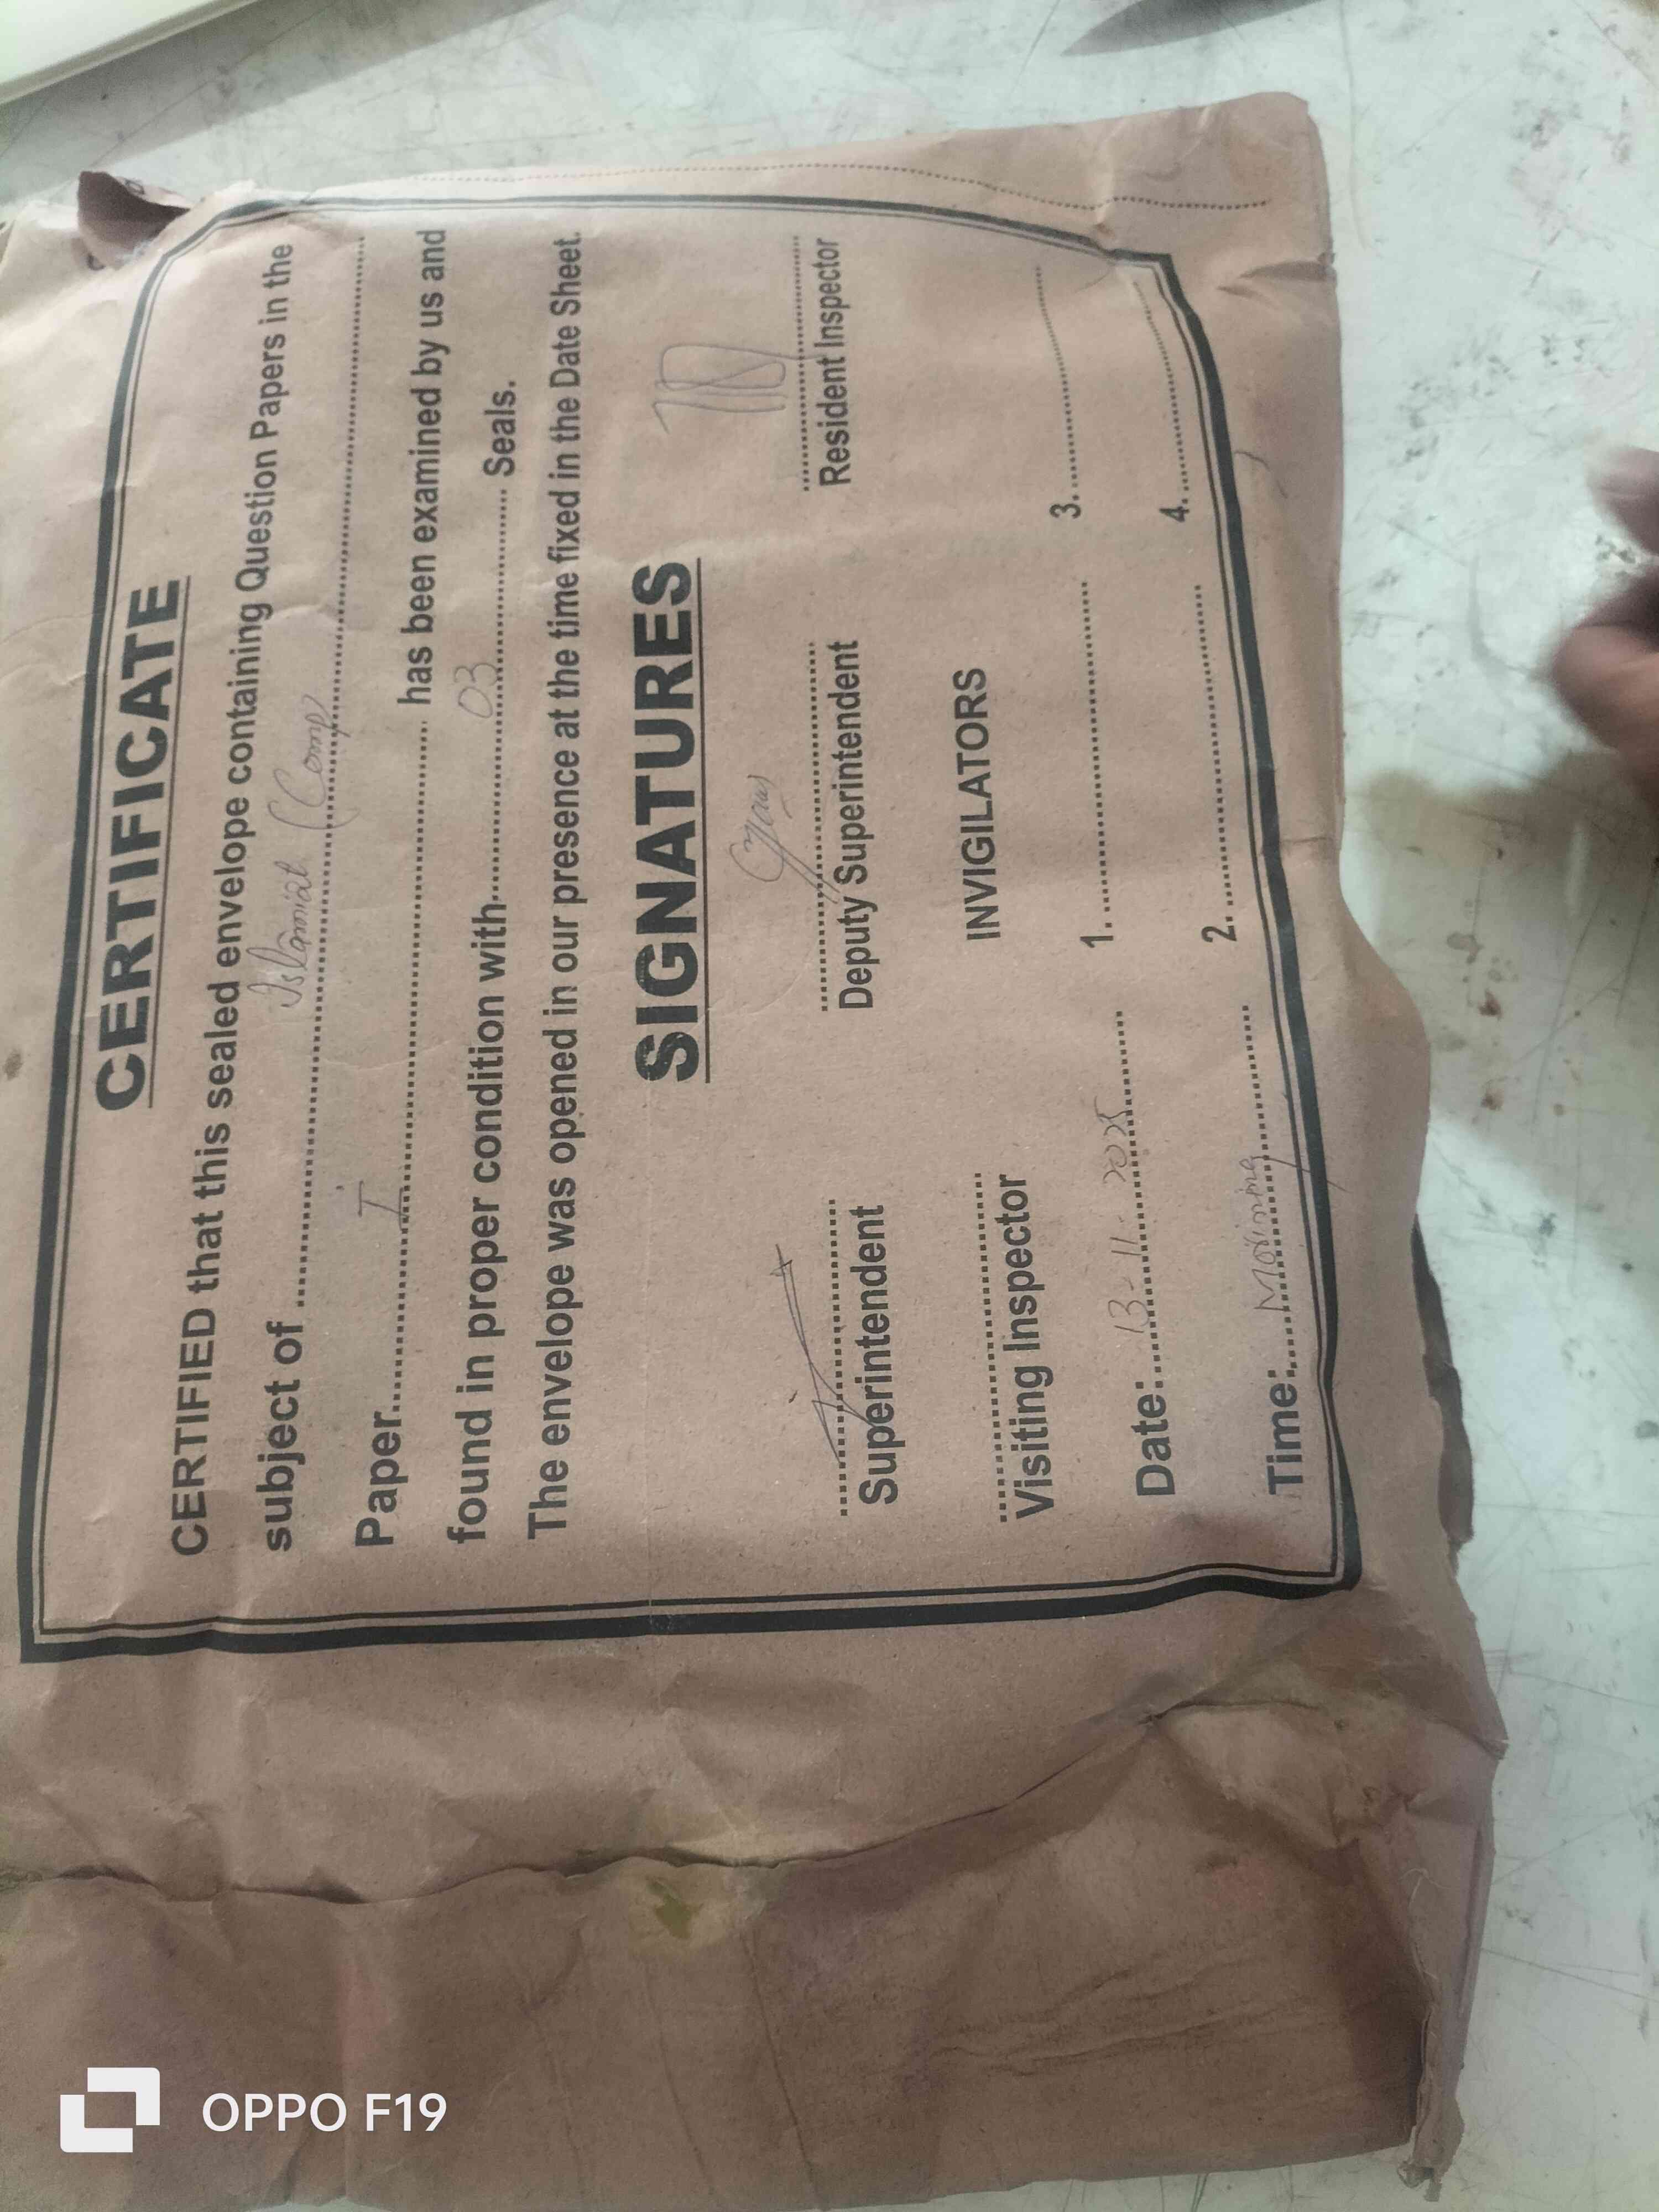 CERTIFICATE
CERTIFIED that this sealed envelope containing Question Papers in the
subject of .......... Islamiat (Comp) ..........
Paper.......... I .......... has been examined by us and
found in proper condition with.......... 03 .......... Seals.
The envelope was opened in our presence at the time fixed in the Date Sheet.
SIGNATURES
Superintendent Deputy Superintendent Resident Inspector
Visiting Inspector INVIGILATORS
Date: 13-11-2025 1. .......... 3. ..........
Time: Morning 2. .......... 4. ..........
OPPO F19